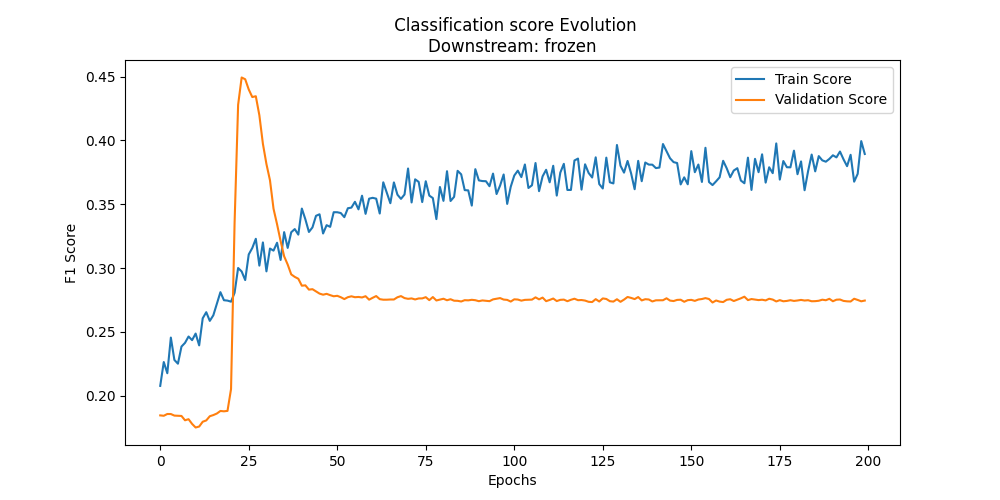 Classification score Evolution
Downstream: frozen
Train Score
Validation Score
F1 Score
0.45
0.40
0.35
0.30
0.25
0.20
0 25 50 75 100 125 150 175 200
Epochs